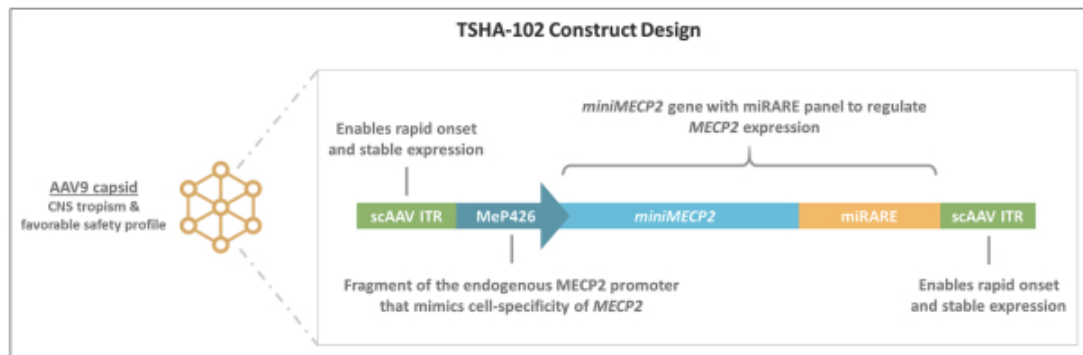 TSHA-102 Construct Design
miniMECP2 gene with miRARE panel to regulate
MECP2 expression
Enables rapid onset
and stable expression
AAV9 capsid
CNS tropism &
favorable safety profile
scAAV ITR
MeP426
miniMECP2
miRARE
scAAV ITR
Fragment of the endogenous MECP2 promoter
that mimics cell-specificity of MECP2
Enables rapid onset
and stable expression